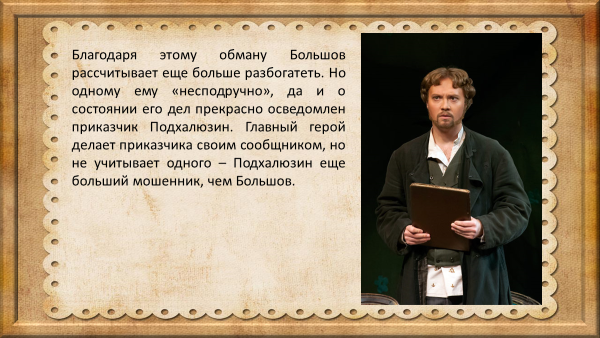 Благодаря этому обману Большов
рассчитывает еще больше разбогатеть. Но
одному ему «несподручно», да и о
состоянии его дел прекрасно осведомлен
приказчик Подхалюзин. Главный герой
делает приказчика своим сообщником, но
не учитывает одного – Подхалюзин еще
больший мошенник, чем Большов.